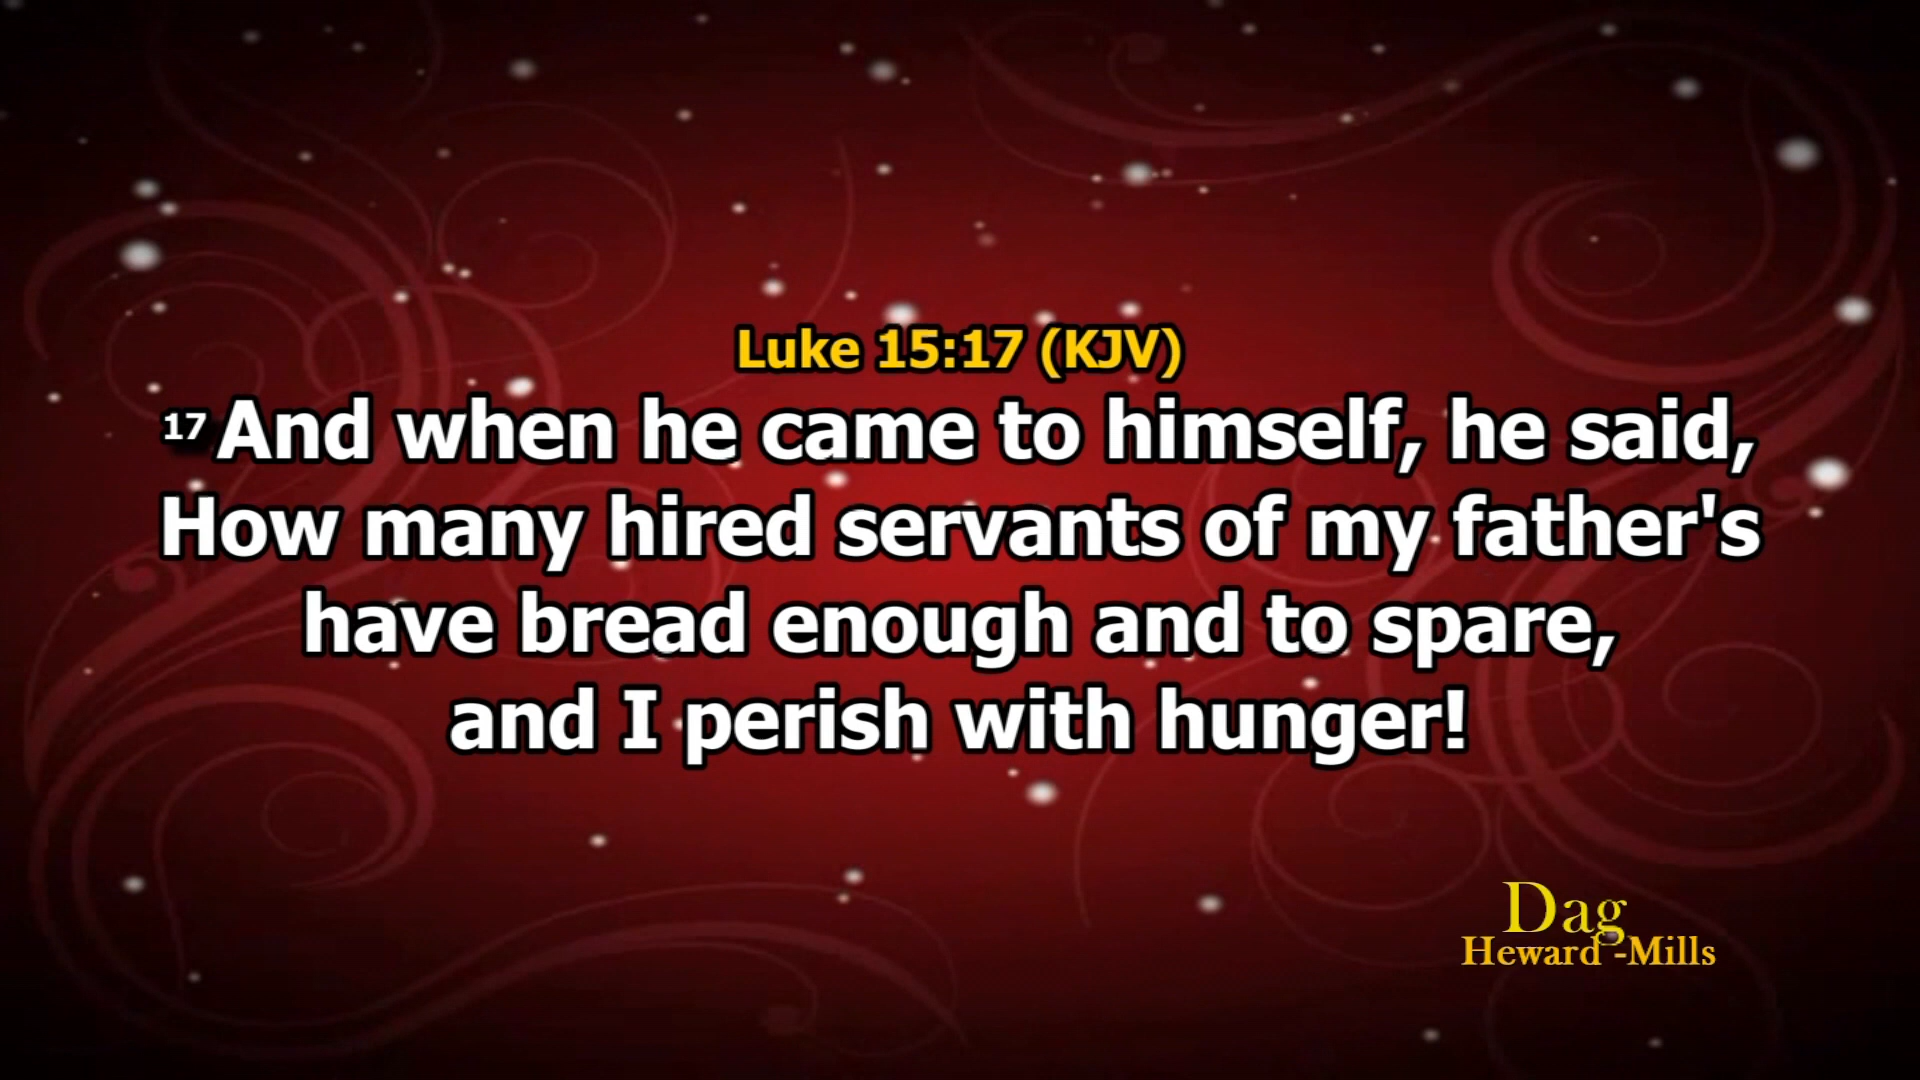 Luke 15:17 (KJV)
17 And when he came to himself, he said,
How many hired servants of my father's
have bread enough and to spare,
and I perish with hunger!
Dag
Heward -Mills